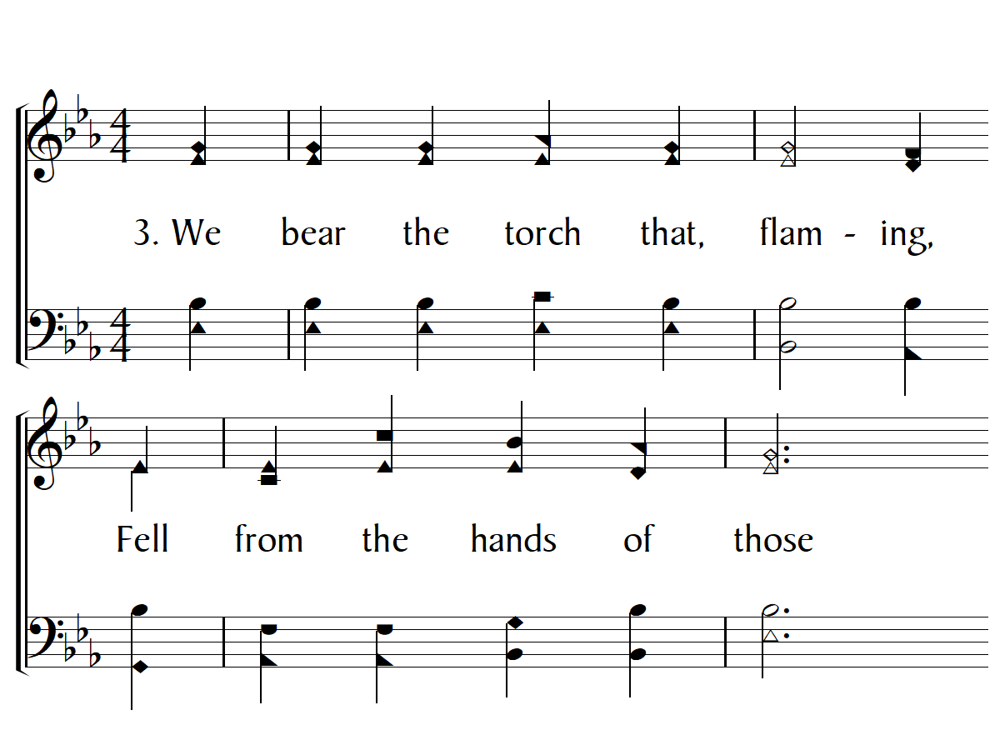 3. We bear the torch that, flam - ing,
Fell from the hands of those